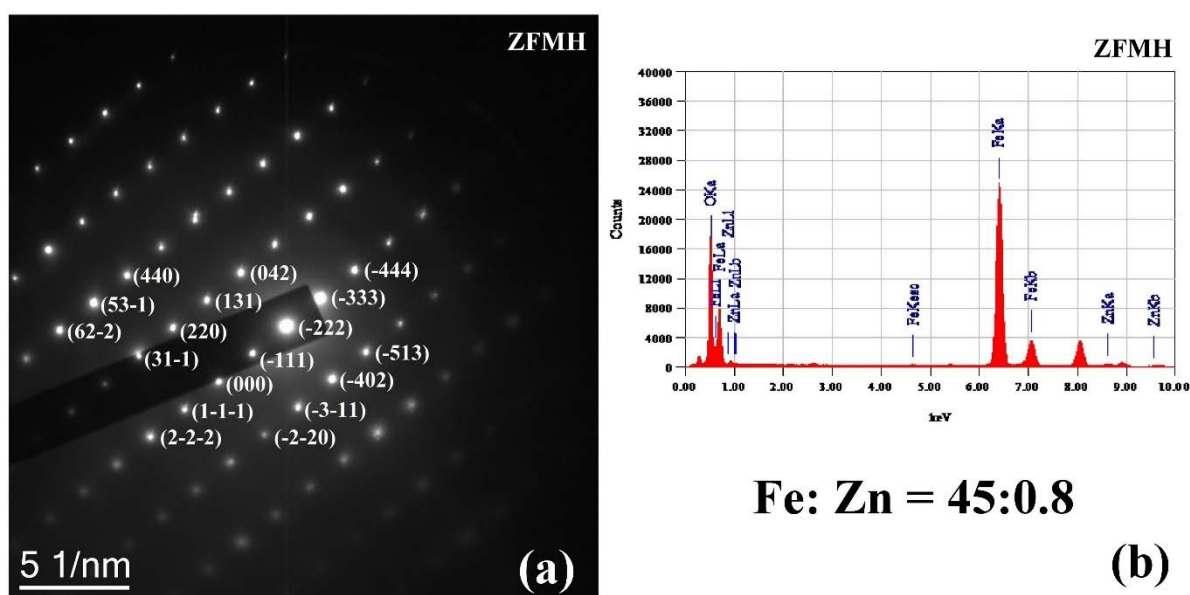 ZFMH
(440)
(042)
(-444)
(53-1)
(131)
(-333)
(62-2)
(220)
(-222)
(31-1)
(-111)
(-513)
(000)
(-402)
(1-1-1)
(-3-11)
(2-2-2)
(-2-20)
5 1/nm
(a)
ZFMH
40000
36000
32000
28000
24000
20000
16000
12000
8000
4000
0
Counts
OKa
FeLl FeLa ZnLl
ZnLa ZnLb
FeKesc
FeKa
FeKb
ZnKa
ZnKb
0.00 1.00 2.00 3.00 4.00 5.00 6.00 7.00 8.00 9.00 10.00
keV
Fe: Zn = 45:0.8
(b)